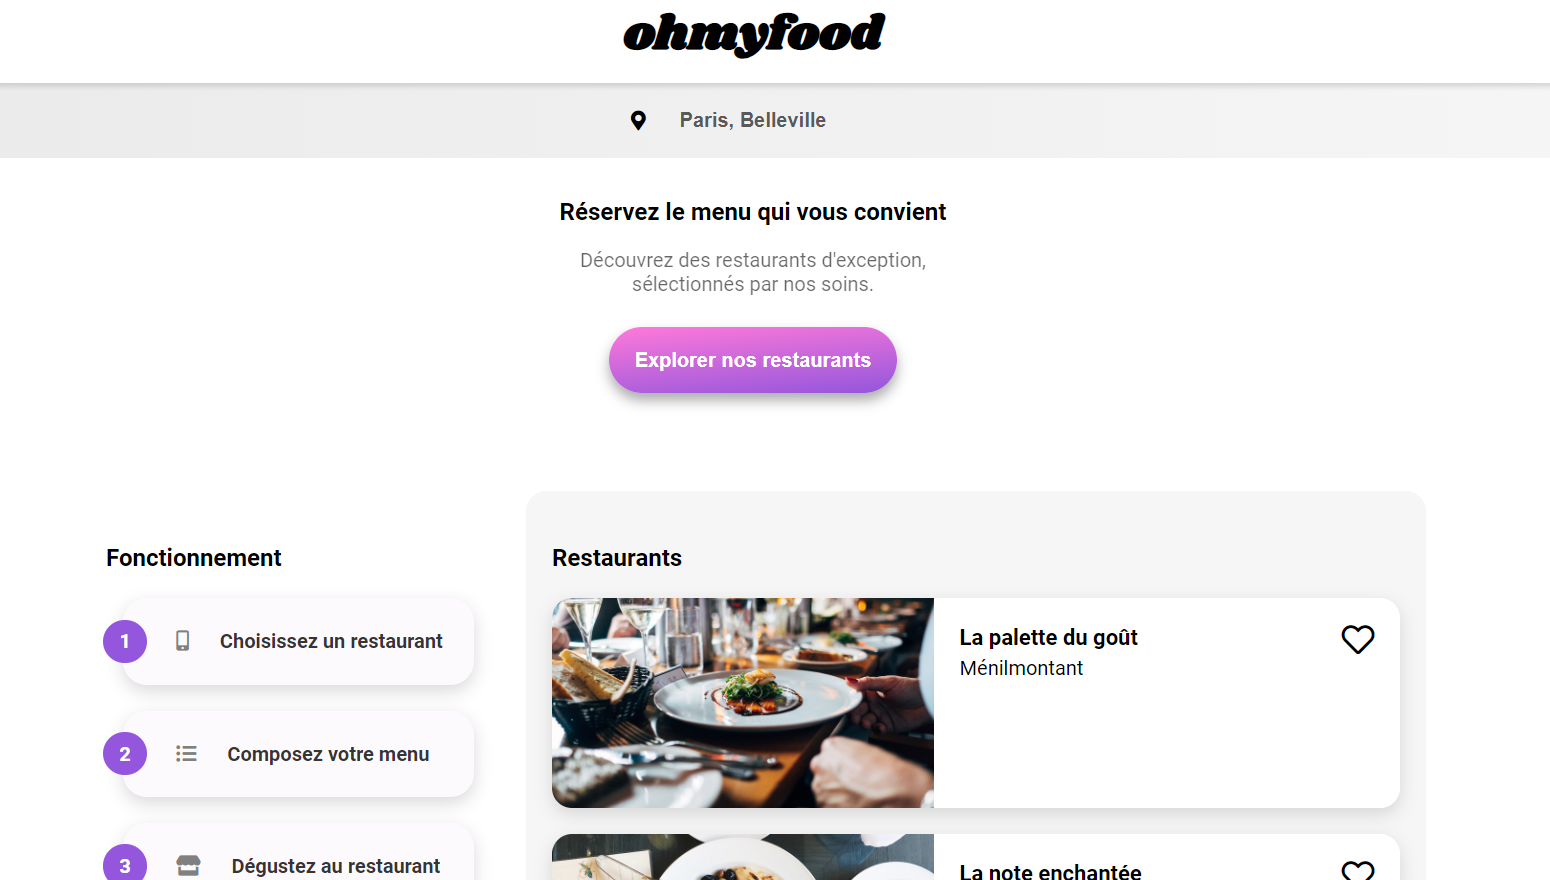 ohmyfood
Paris, Belleville
Réservez le menu qui vous convient
Découvrez des restaurants d'exception,
sélectionnés par nos soins.
Explorer nos restaurants
Fonctionnement
1 Choisissez un restaurant
2 Composez votre menu
3 Dégustez au restaurant
Restaurants
La palette du goût
Ménilmontant
La note enchantée